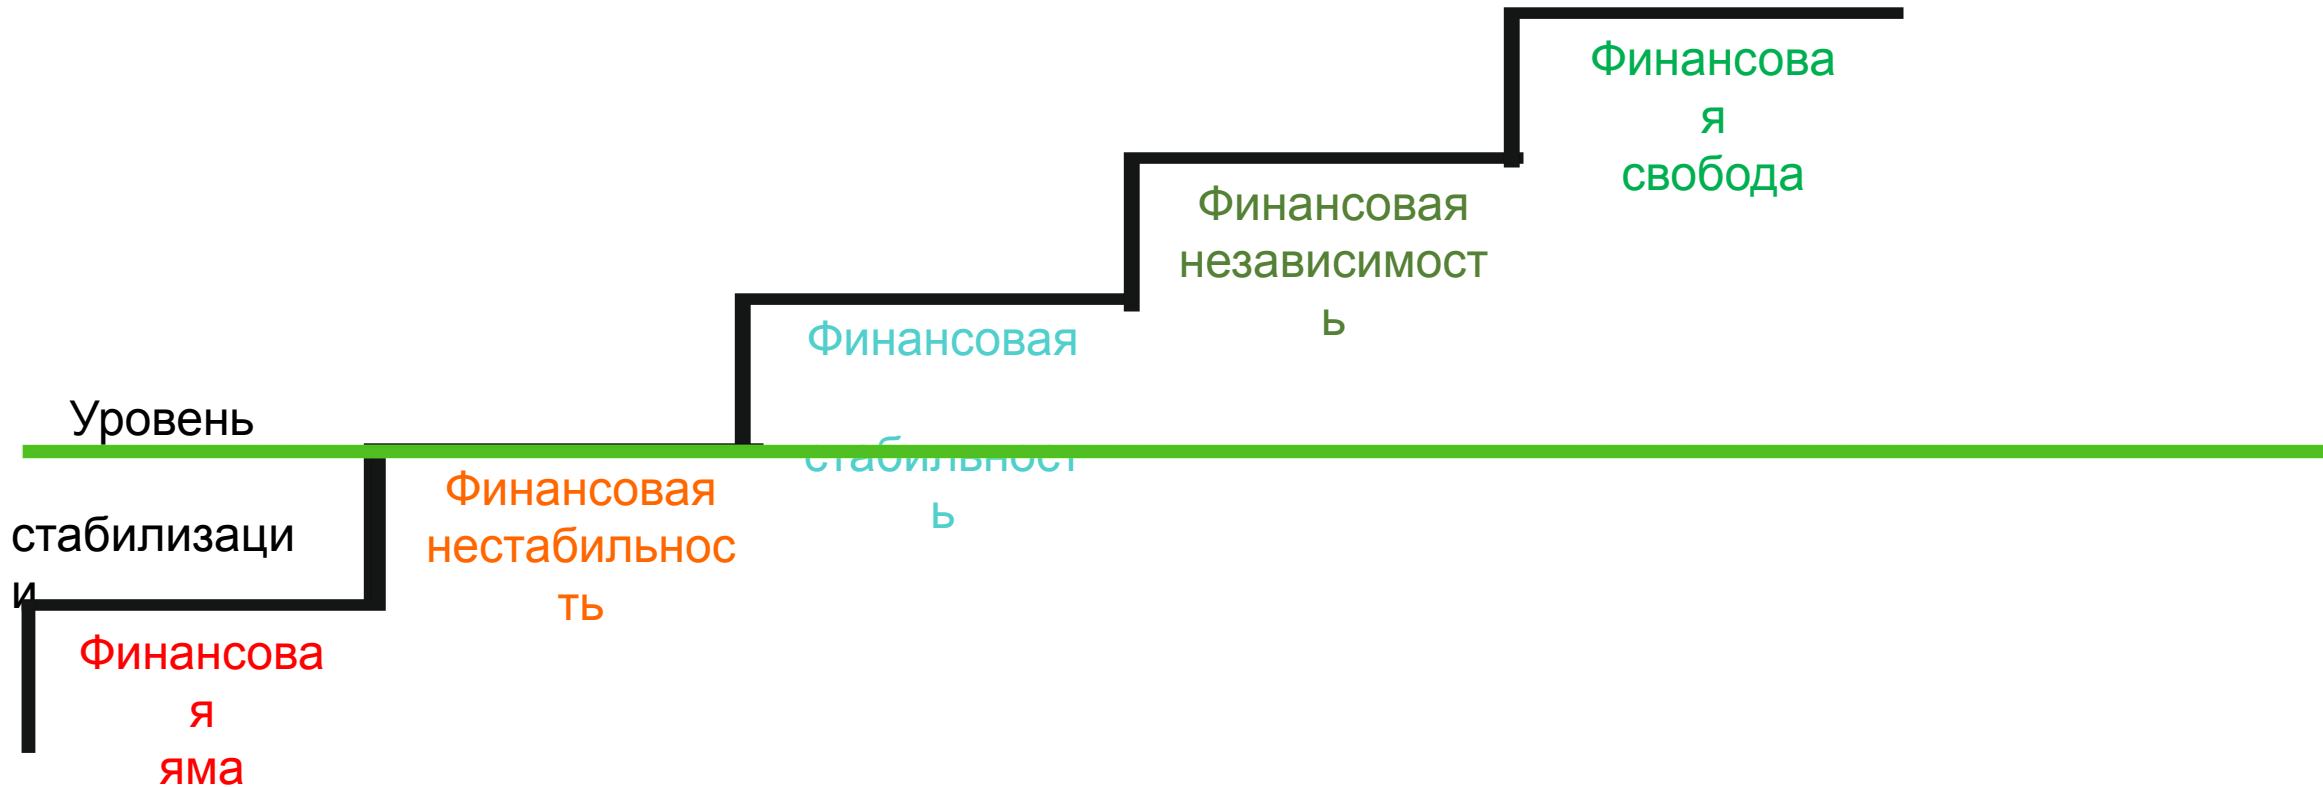 Финансова
я
свобода
Финансовая
независимост
ь
Финансовая
стабильност
ь
Уровень
стабилизаци
и
Финансовая
нестабильнос
ть
Финансова
я
яма